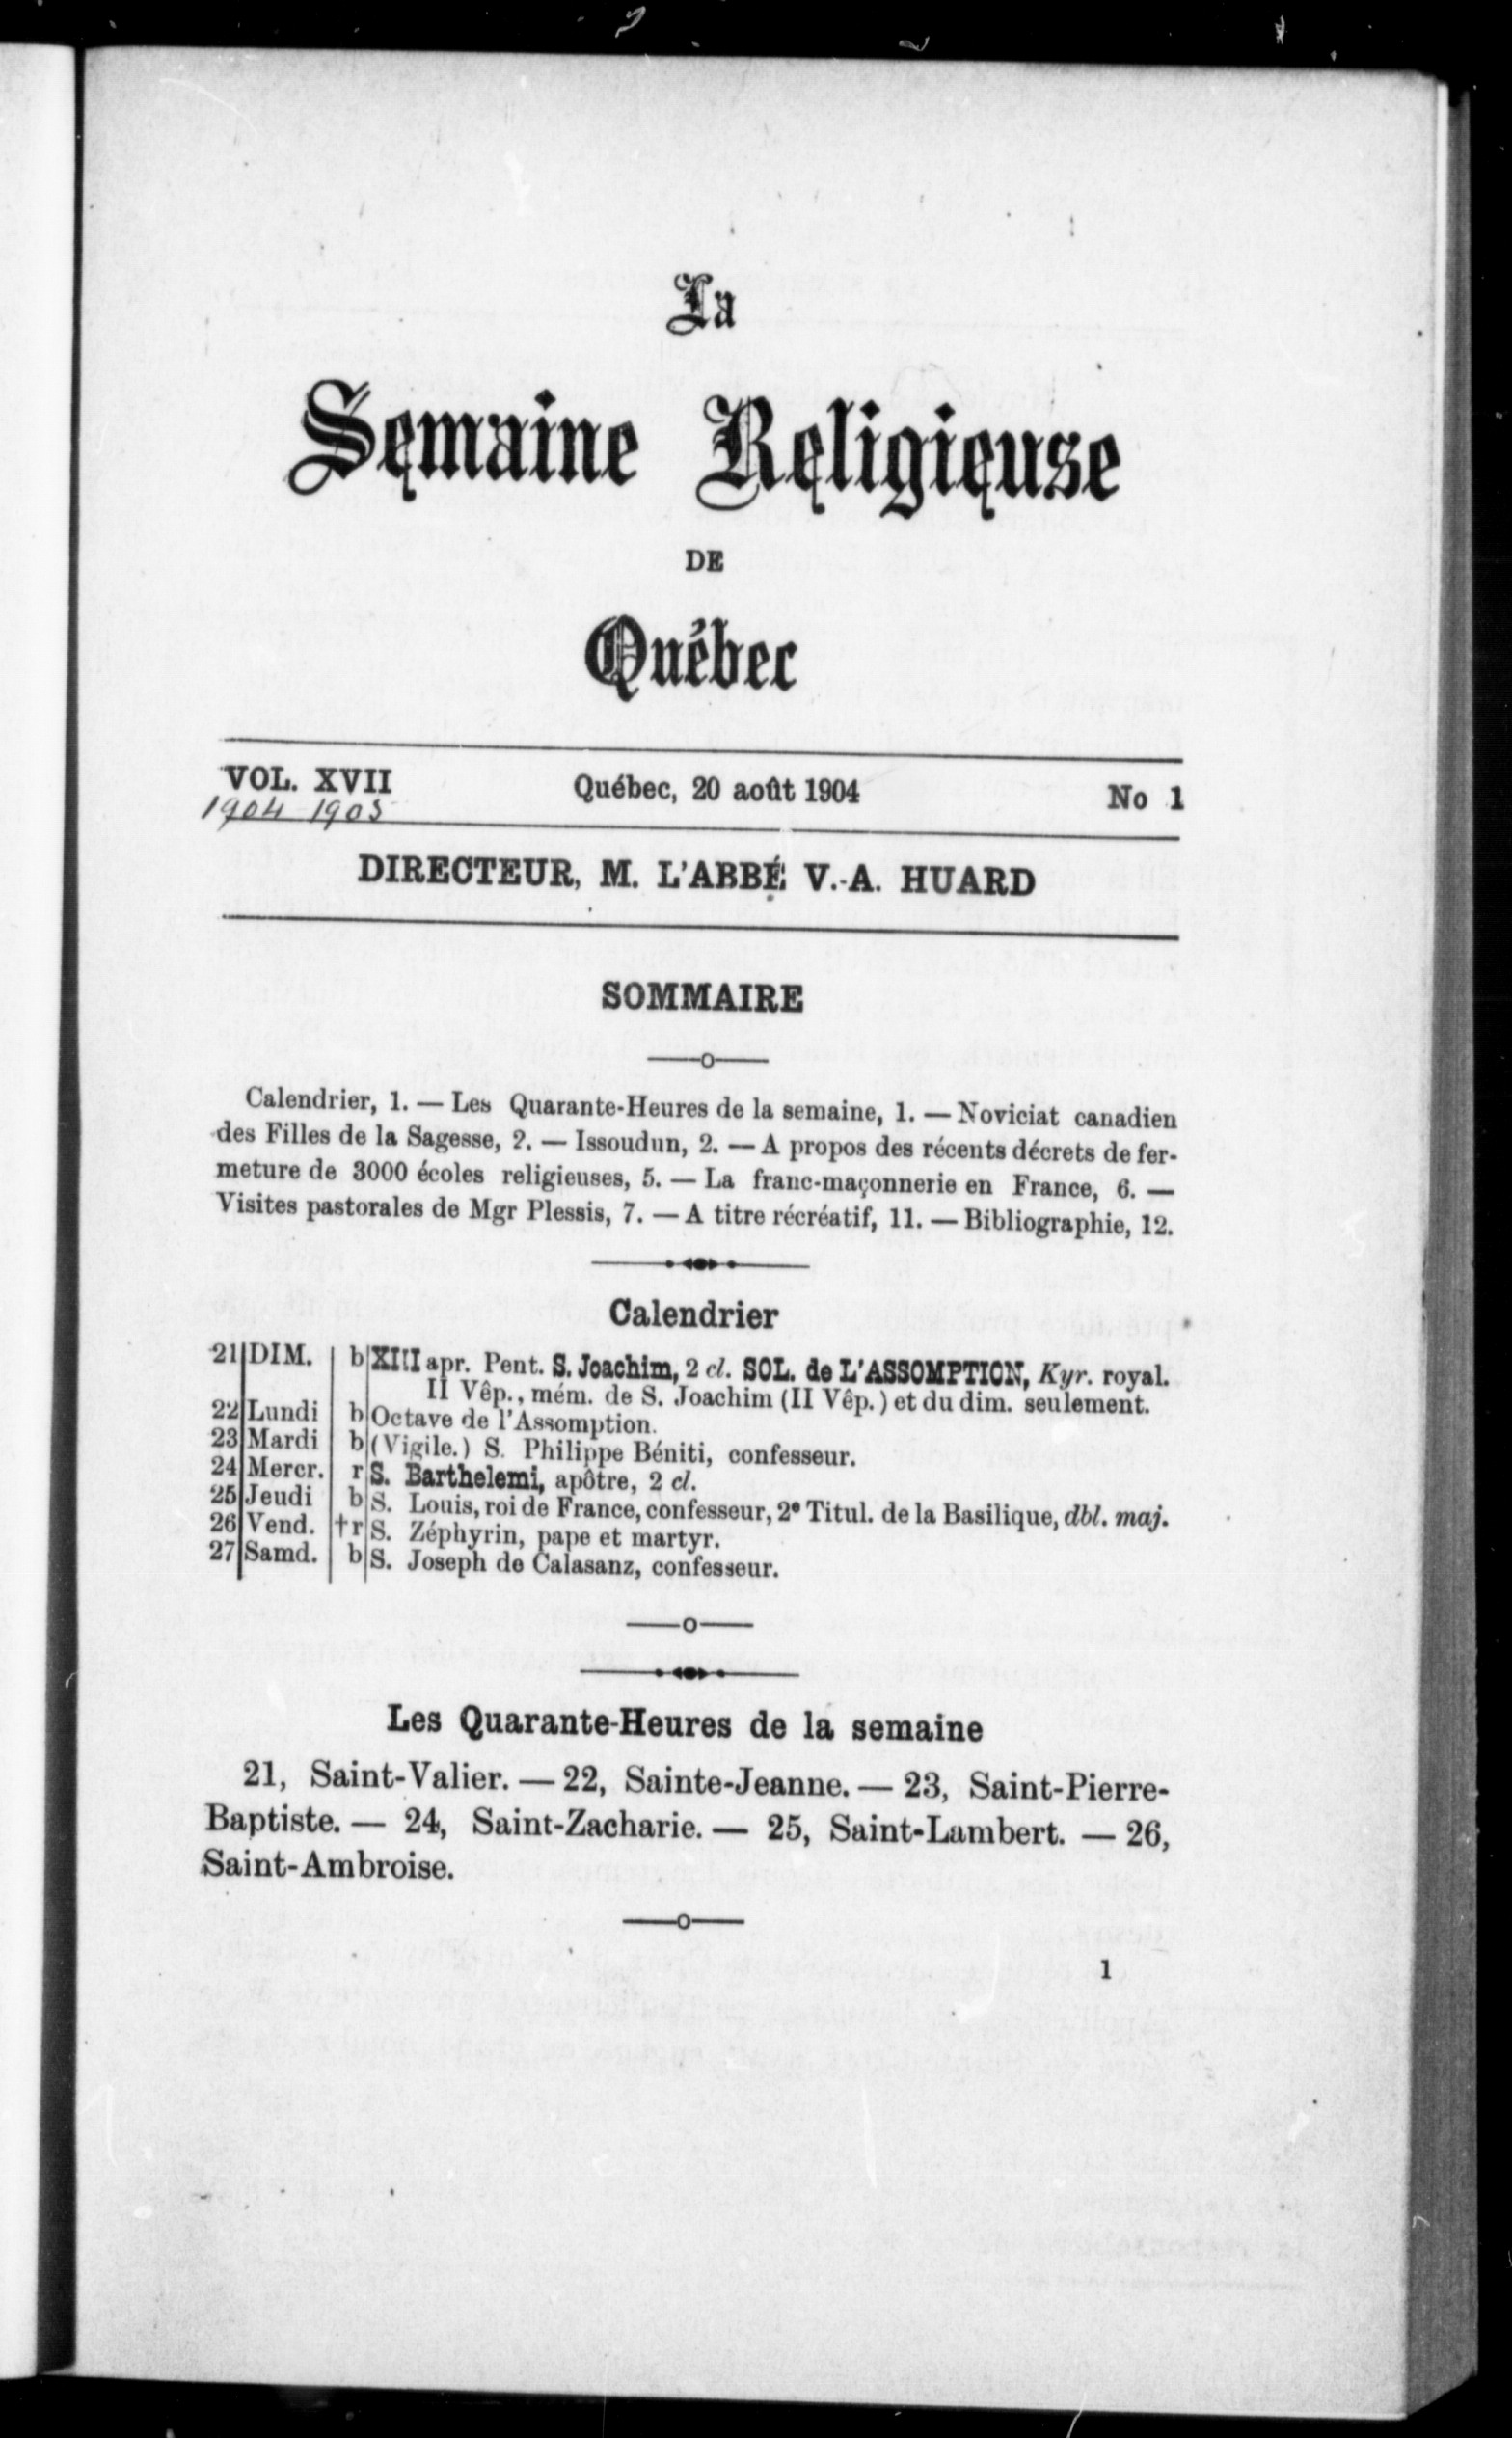 La
Semaine Religieuse
DE
Québec
VOL. XVII Québec, 20 août 1904 No 1
1904-1905
DIRECTEUR, M. L'ABBÉ V.-A. HUARD
SOMMAIRE
Calendrier, 1. — Les Quarante-Heures de la semaine, 1. — Noviciat canadien
des Filles de la Sagesse, 2. — Issoudun, 2. — A propos des récents décrets de fer-
meture de 3000 écoles religieuses, 5. — La franc-maçonnerie en France, 6. —
Visites pastorales de Mgr Plessis, 7. — A titre récréatif, 11. — Bibliographie, 12.
Calendrier
21 DIM. b XIII apr. Pent. S. Joachim, 2 cl. SOL. de L'ASSOMPTION, Kyr. royal.
II Vêp., mém. de S. Joachim (II Vêp.) et du dim. seulement.
22 Lundi b Octave de l'Assomption.
23 Mardi b (Vigile.) S. Philippe Béniti, confesseur.
24 Mercr. r S. Barthelemi, apôtre, 2 cl.
25 Jeudi b S. Louis, roi de France, confesseur, 2e Titul. de la Basilique, dbl. maj.
26 Vend. †r S. Zéphyrin, pape et martyr.
27 Samd. b S. Joseph de Calasanz, confesseur.
Les Quarante-Heures de la semaine
21, Saint-Valier. — 22, Sainte-Jeanne. — 23, Saint-Pierre-
Baptiste. — 24, Saint-Zacharie. — 25, Saint-Lambert. — 26,
Saint-Ambroise.
1